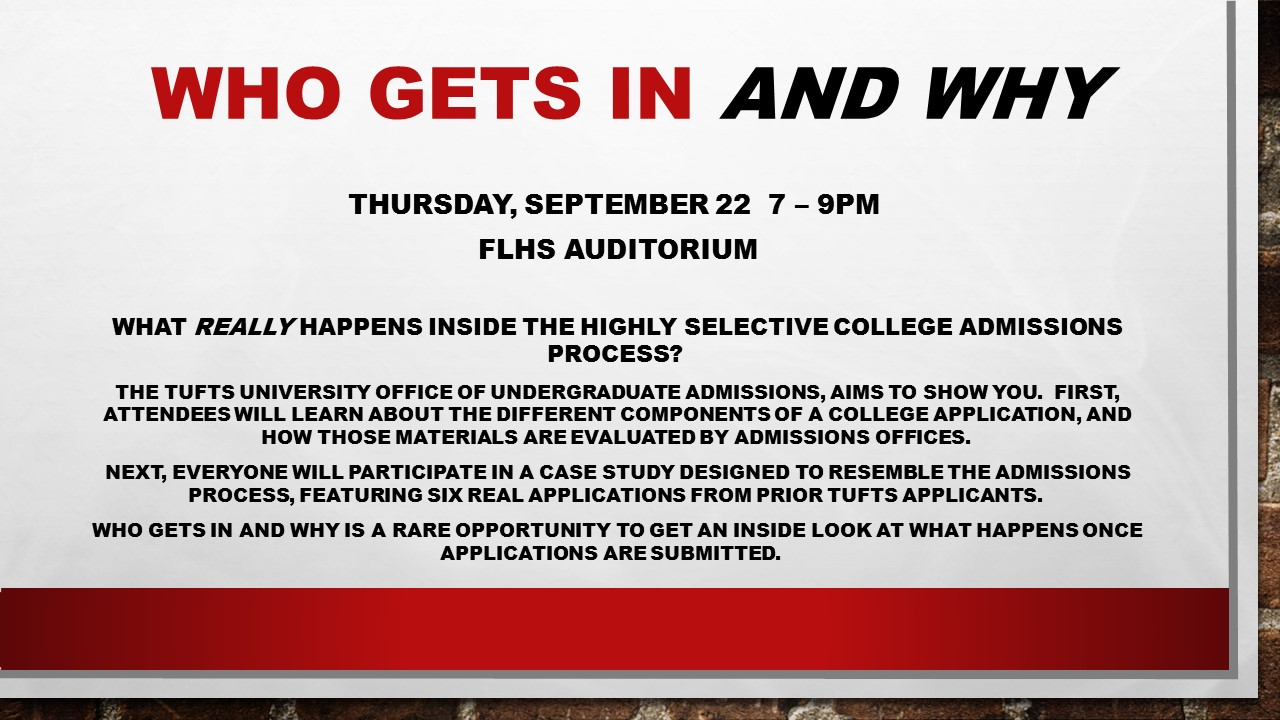 WHO GETS IN AND WHY
THURSDAY, SEPTEMBER 22  7 – 9PM
FLHS AUDITORIUM
WHAT REALLY HAPPENS INSIDE THE HIGHLY SELECTIVE COLLEGE ADMISSIONS
PROCESS?
THE TUFTS UNIVERSITY OFFICE OF UNDERGRADUATE ADMISSIONS, AIMS TO SHOW YOU.  FIRST,
ATTENDEES WILL LEARN ABOUT THE DIFFERENT COMPONENTS OF A COLLEGE APPLICATION, AND
HOW THOSE MATERIALS ARE EVALUATED BY ADMISSIONS OFFICES.
NEXT, EVERYONE WILL PARTICIPATE IN A CASE STUDY DESIGNED TO RESEMBLE THE ADMISSIONS
PROCESS, FEATURING SIX REAL APPLICATIONS FROM PRIOR TUFTS APPLICANTS.
WHO GETS IN AND WHY IS A RARE OPPORTUNITY TO GET AN INSIDE LOOK AT WHAT HAPPENS ONCE
APPLICATIONS ARE SUBMITTED.